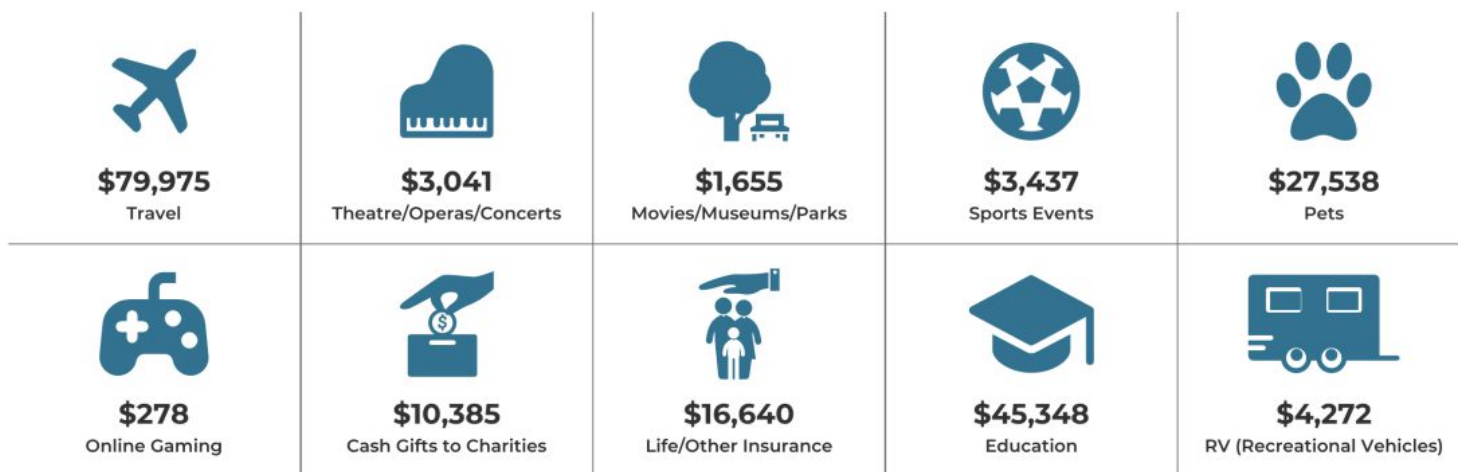 $79,975
Travel
$3,041
Theatre/Operas/Concerts
$1,655
Movies/Museums/Parks
$3,437
Sports Events
$27,538
Pets
$278
Online Gaming
$
$10,385
Cash Gifts to Charities
$16,640
Life/Other Insurance
$45,348
Education
$4,272
RV (Recreational Vehicles)